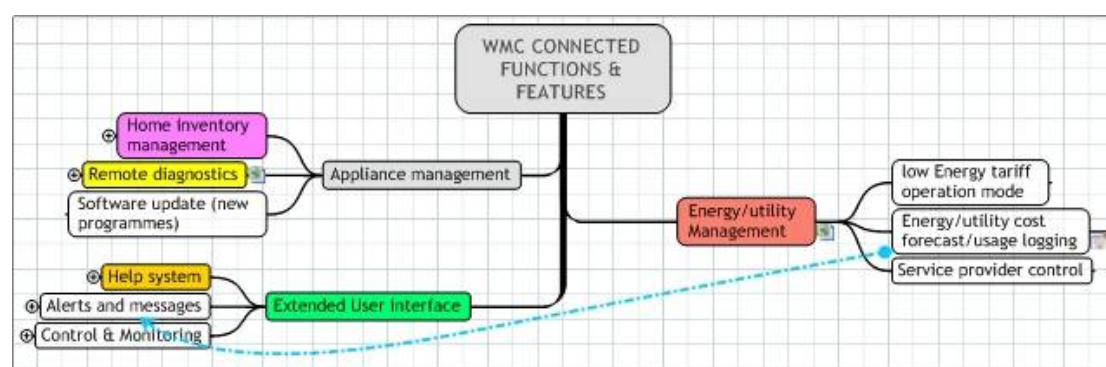 WMC CONNECTED
FUNCTIONS &
FEATURES
Home Inventory
management
Remote diagnostics
Software update (new
programmes)
Appliance management
Help system
Alerts and messages
Control & Monitoring
Extended User Interface
Energy/utility
Management
low Energy tariff
operation mode
Energy/utility cost
forecast/usage logging
Service provider control